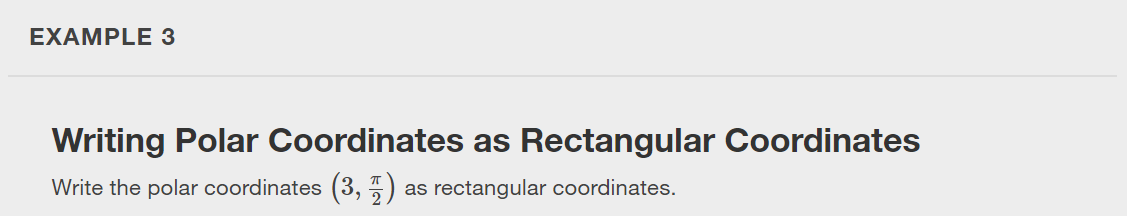 EXAMPLE 3
Writing Polar Coordinates as Rectangular Coordinates
Write the polar coordinates (3, π/2) as rectangular coordinates.